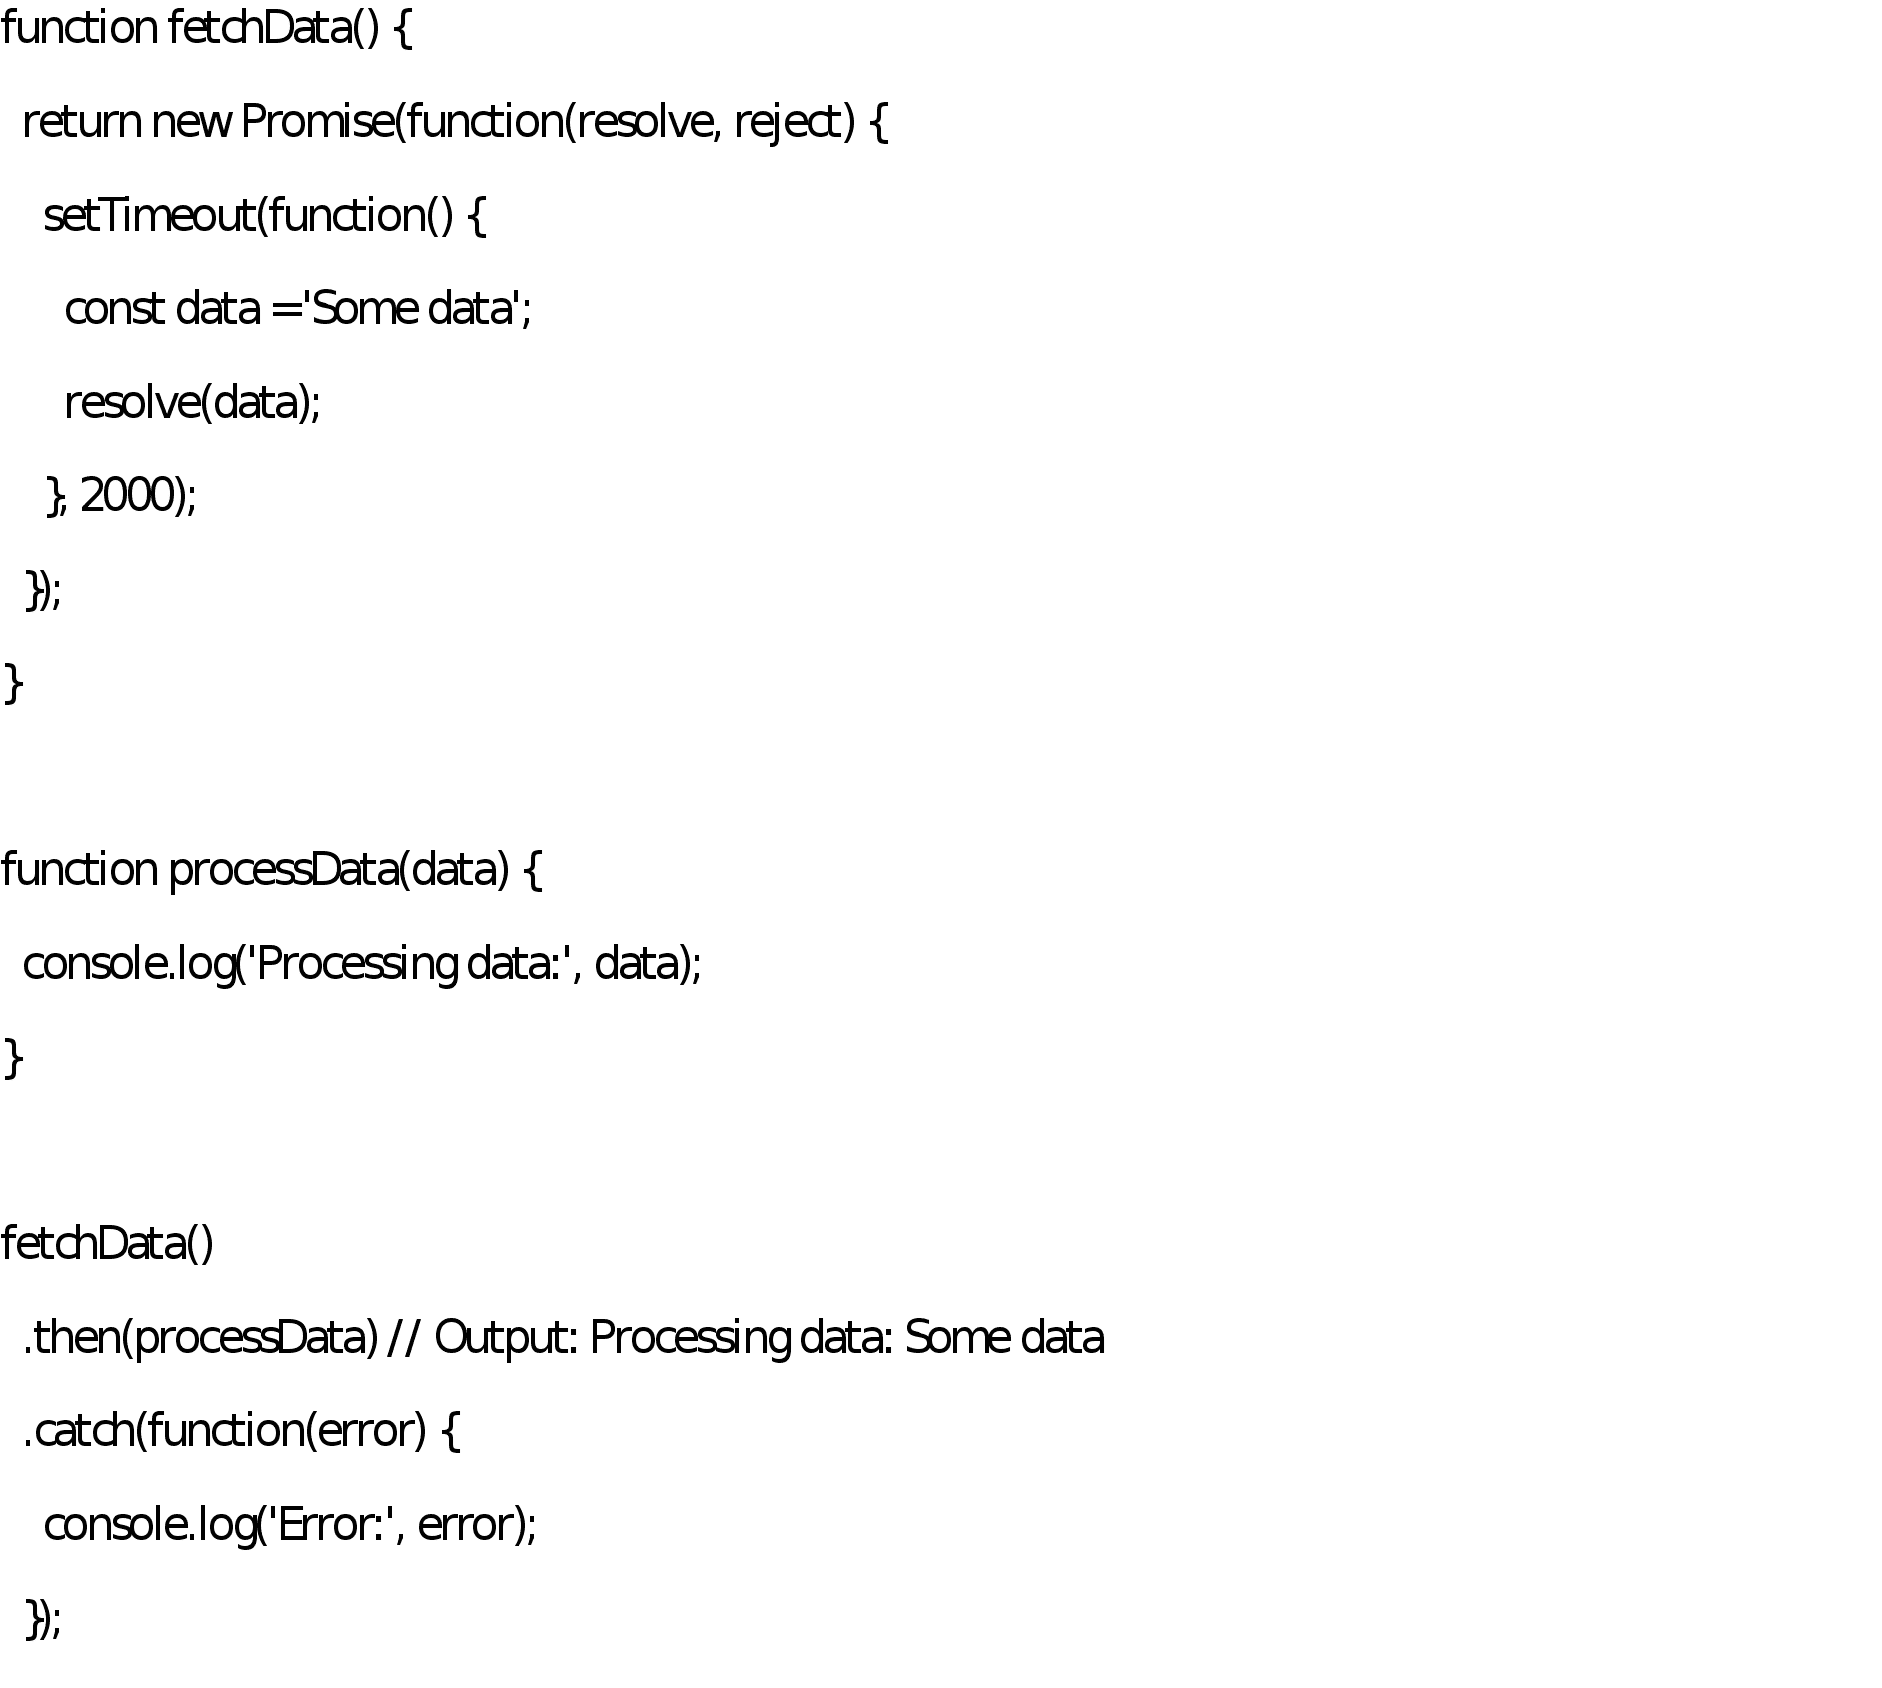 function fetchData() {
  return new Promise(function(resolve, reject) {
    setTimeout(function() {
      const data ='Some data';
      resolve(data);
    }, 2000);
  });
}

function processData(data) {
  console.log('Processing data:', data);
}

fetchData()
  .then(processData) // Output: Processing data: Some data
  .catch(function(error) {
    console.log('Error:', error);
  });